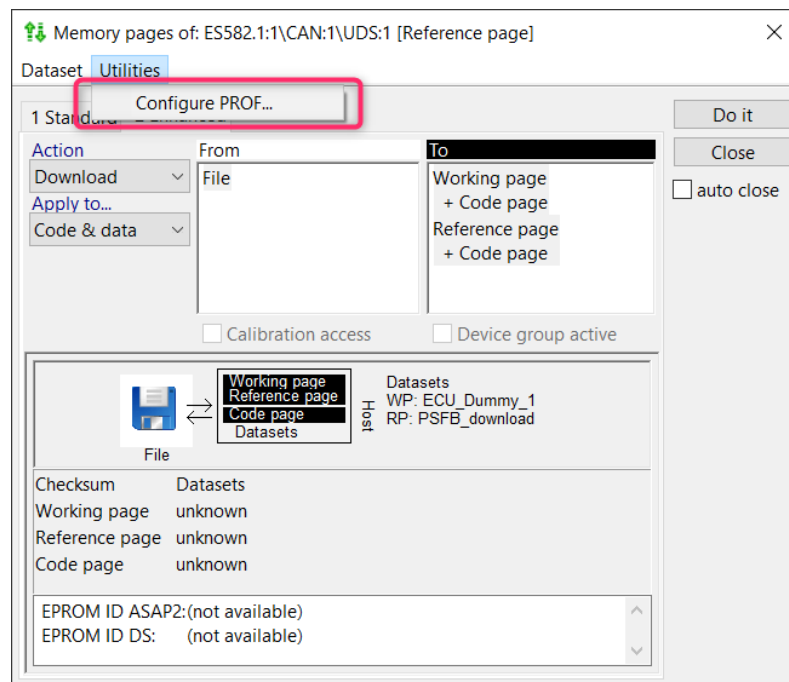 Memory pages of: ES582.1:1\CAN:1\UDS:1 [Reference page]
Dataset Utilities
Configure PROF...
1 Standard
Do it
Action From To
Close
Download File Working page
auto close
+ Code page
Apply to...
Reference page
Code & data
+ Code page
Calibration access Device group active
Working page
Reference page
Code page
Datasets
Host
Datasets
WP: ECU_Dummy_1
RP: PSFB_download
File
Checksum Datasets
Working page unknown
Reference page unknown
Code page unknown
EPROM ID ASAP2:(not available)
EPROM ID DS: (not available)